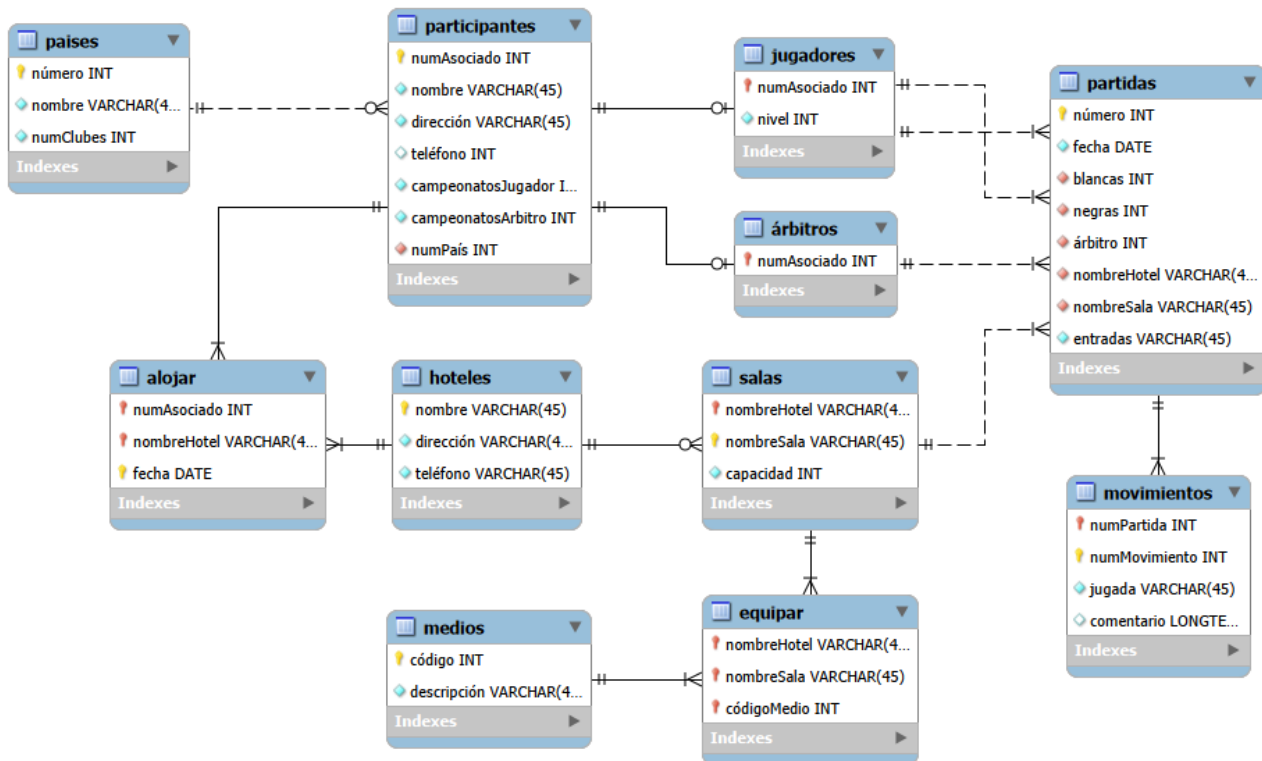 paises
número INT
nombre VARCHAR(4...
numClubes INT
Indexes
participantes
numAsociado INT
nombre VARCHAR(45)
dirección VARCHAR(45)
teléfono INT
campeonatosJugador I...
campeonatosArbitro INT
numPaís INT
Indexes
jugadores
numAsociado INT
nivel INT
Indexes
árbitros
numAsociado INT
Indexes
partidas
número INT
fecha DATE
blancas INT
negras INT
árbitro INT
nombreHotel VARCHAR(4...
nombreSala VARCHAR(45)
entradas VARCHAR(45)
Indexes
alojar
numAsociado INT
nombreHotel VARCHAR(4...
fecha DATE
Indexes
hoteles
nombre VARCHAR(45)
dirección VARCHAR(4...
teléfono VARCHAR(45)
Indexes
salas
nombreHotel VARCHAR(4...
nombreSala VARCHAR(45)
capacidad INT
Indexes
movimientos
numPartida INT
numMovimiento INT
jugada VARCHAR(45)
comentario LONGTE...
Indexes
medios
código INT
descripción VARCHAR(4...
Indexes
equipar
nombreHotel VARCHAR(4...
nombreSala VARCHAR(45)
códigoMedio INT
Indexes